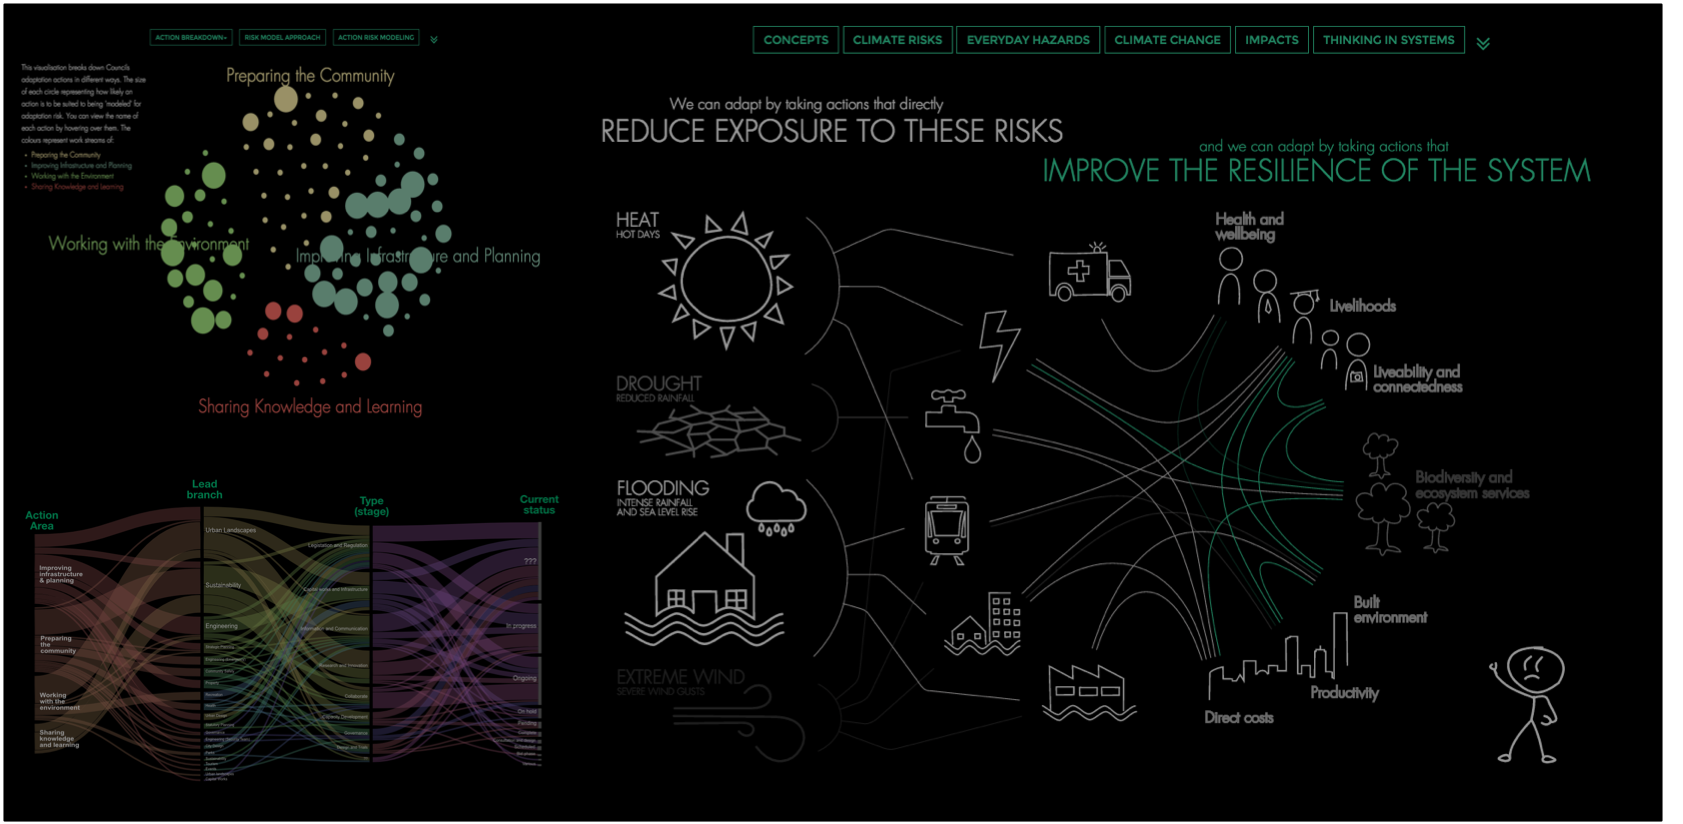 ACTION BREAKDOWN~
RISK MODEL APPROACH
ACTION RISK MODELING
This visualisation breaks down Councils
adaptation actions in different ways. The size
of each circle representing how likely an
action is to be suited to being 'modeled' for
adaptation risk. You can view the name of
each action by hovering over them. The
colours represent work streams of:
• Preparing the Community
• Improving Infrastructure and Planning
• Working with the Environment
• Sharing Knowledge and Learning
Preparing the Community
Working with the Environment
Improving Infrastructure and Planning
Sharing Knowledge and Learning
Action
Area
Lead
branch
Type
(stage)
Current
status
Improving
infrastructure
& planning
Preparing
the
community
Working
with the
environment
Sharing
knowledge
and learning
Urban Landscapes
Sustainability
Engineering
Legislation and Regulation
Capital works and Infrastructure
Information and Communication
Research and Innovation
Collaborate
Capacity Development
Governance
???
In progress
Ongoing
On hold
Pending
Complete
CONCEPTS
CLIMATE RISKS
EVERYDAY HAZARDS
CLIMATE CHANGE
IMPACTS
THINKING IN SYSTEMS
We can adapt by taking actions that directly
REDUCE EXPOSURE TO THESE RISKS
and we can adapt by taking actions that
IMPROVE THE RESILIENCE OF THE SYSTEM
HEAT
HOT DAYS
DROUGHT
REDUCED RAINFALL
FLOODING
INTENSE RAINFALL
AND SEA LEVEL RISE
EXTREME WIND
SEVERE WIND GUSTS
Health and
wellbeing
Livelihoods
Liveability and
connectedness
Biodiversity and
ecosystem services
Built
environment
Productivity
Direct costs